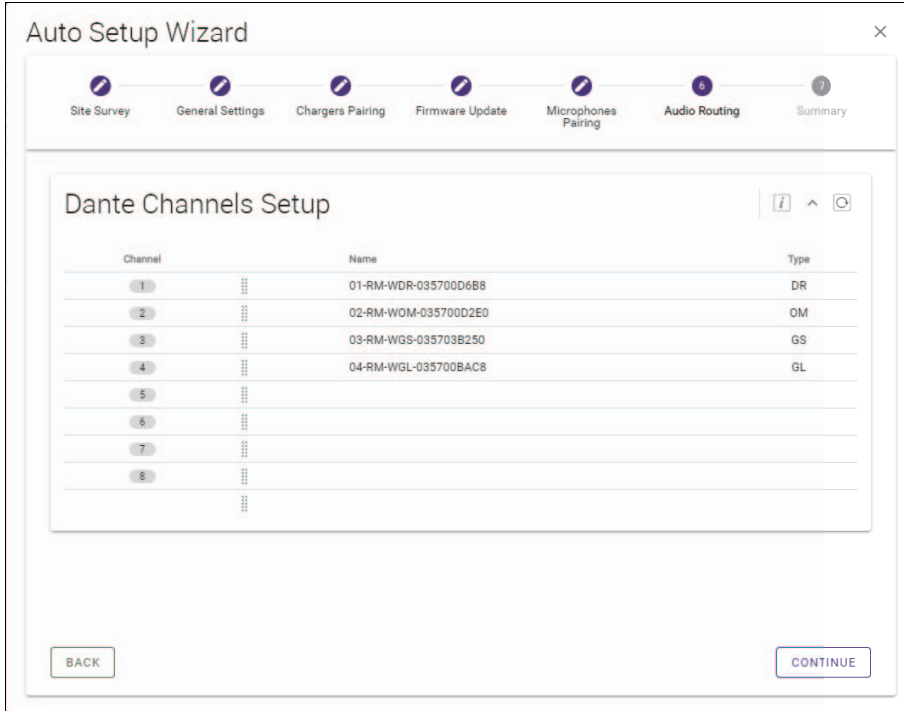 Auto Setup Wizard
Site Survey
General Settings
Chargers Pairing
Firmware Update
Microphones
Pairing
6
Audio Routing
7
Summary
Dante Channels Setup
i
Channel Name Type
1 01-RM-WDR-035700D6B8 DR
2 02-RM-WOM-035700D2E0 OM
3 03-RM-WGS-035703B250 GS
4 04-RM-WGL-035700BAC8 GL
5
6
7
8
BACK
CONTINUE